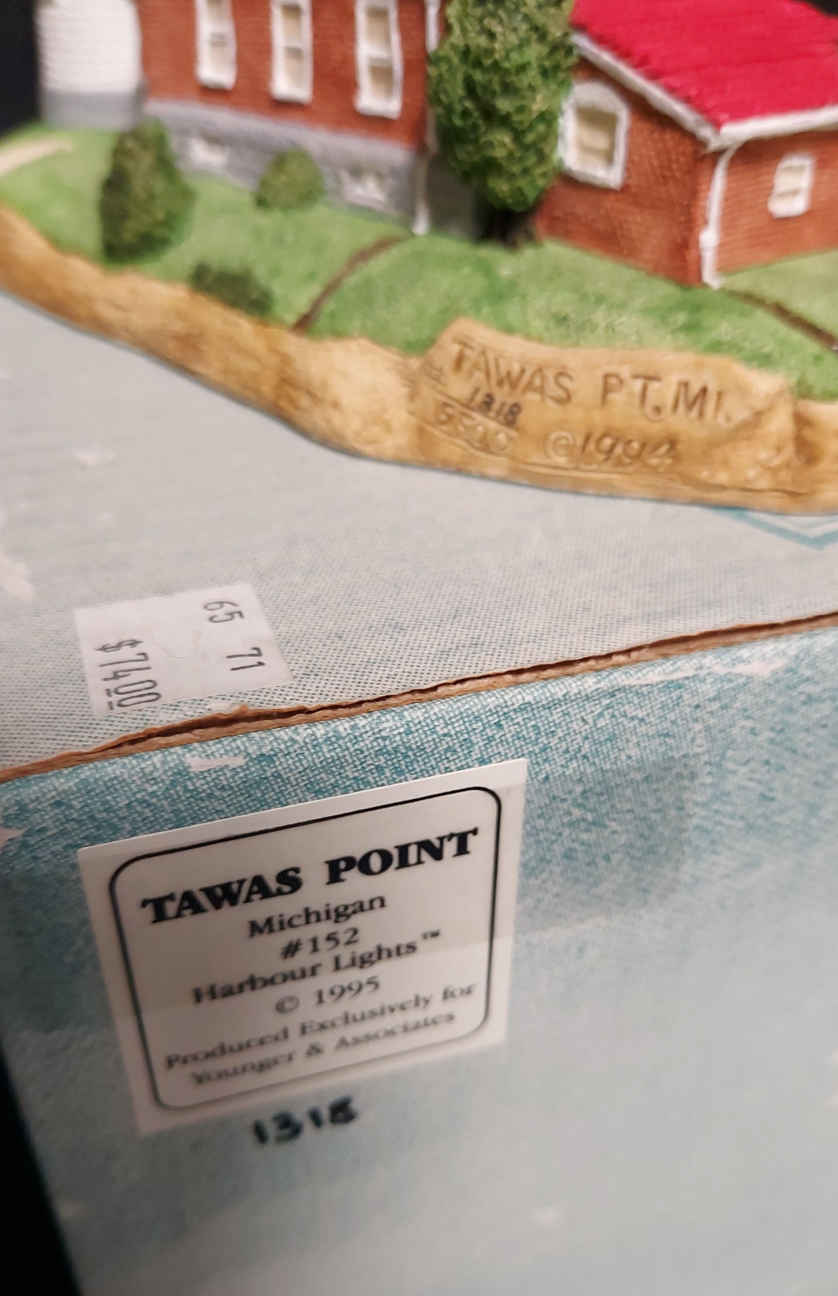 TAWAS PT. MI.
1318
5500 ©1994
65 71
$74.00
TAWAS POINT
Michigan
#152
Harbour Lights™
© 1995
Produced Exclusively for
Younger & Associates
1318